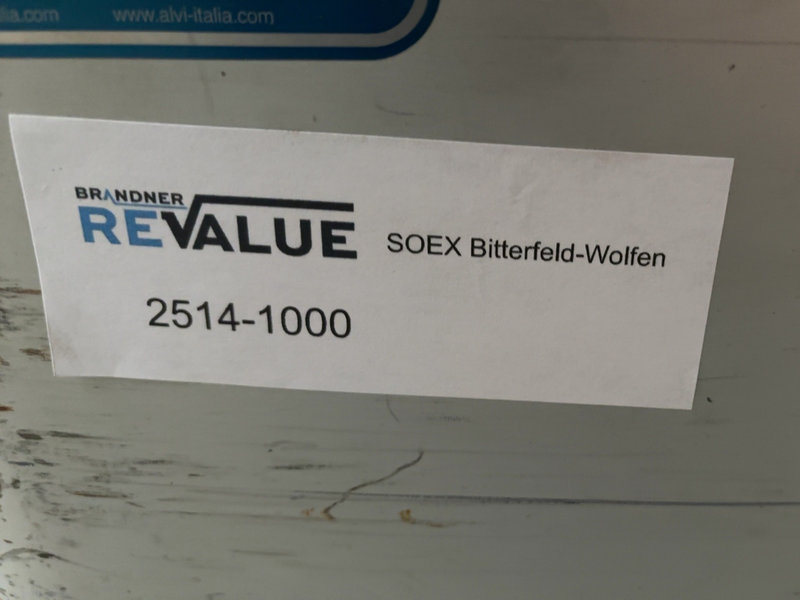 lia.com www.alvi-italia.com
BRANDNER
REVALUE SOEX Bitterfeld-Wolfen
2514-1000